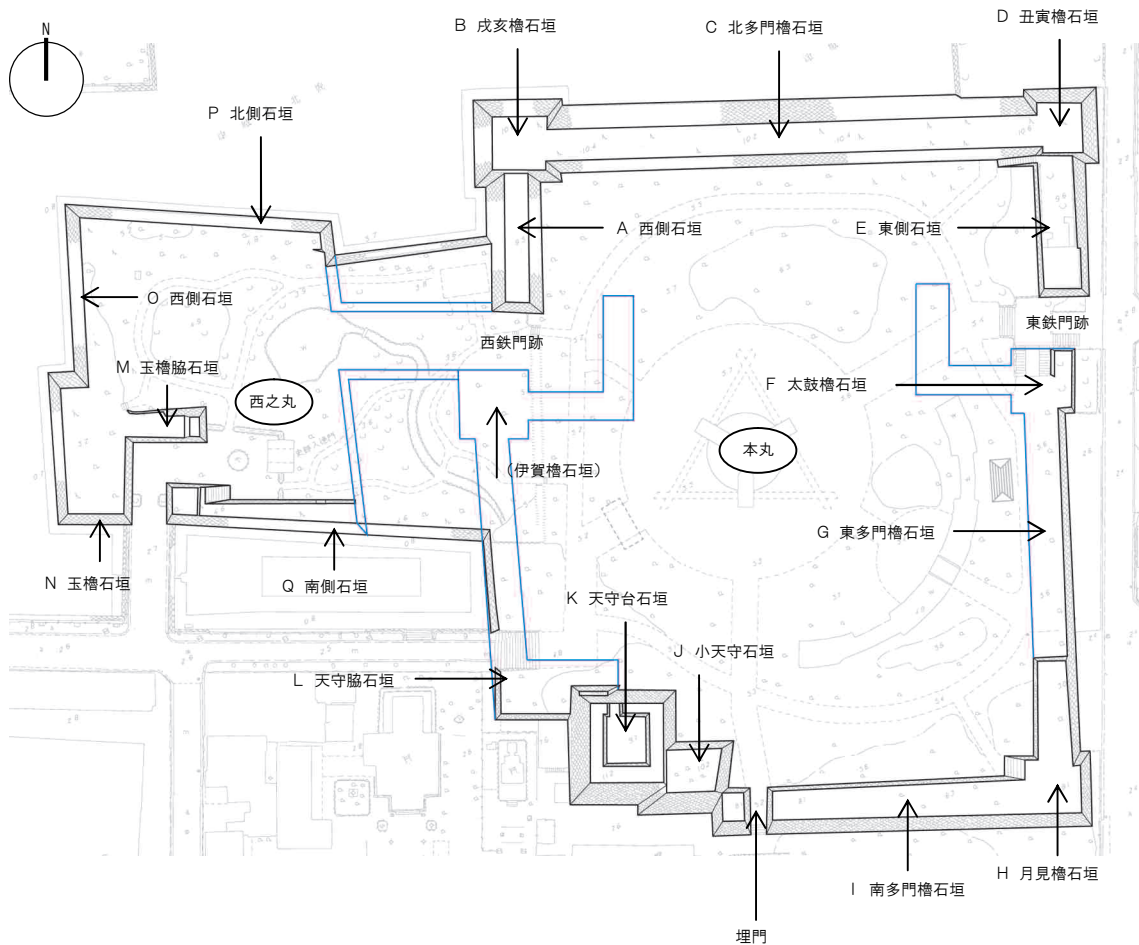 N
B 戌亥櫓石垣
C 北多門櫓石垣
D 丑寅櫓石垣
P 北側石垣
A 西側石垣
E 東側石垣
O 西側石垣
西鉄門跡
東鉄門跡
M 玉櫓脇石垣
F 太鼓櫓石垣
西之丸
本丸
(伊賀櫓石垣)
G 東多門櫓石垣
N 玉櫓石垣
Q 南側石垣
K 天守台石垣
J 小天守石垣
L 天守脇石垣
H 月見櫓石垣
I 南多門櫓石垣
埋門